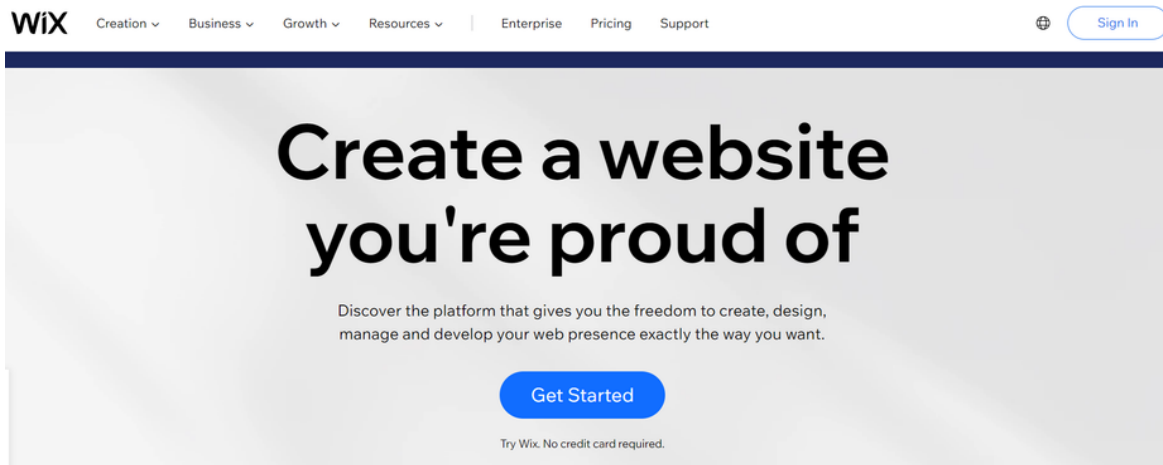 WiX Creation Business Growth Resources Enterprise Pricing Support Sign In
Create a website
you're proud of
Discover the platform that gives you the freedom to create, design,
manage and develop your web presence exactly the way you want.
Get Started
Try Wix. No credit card required.